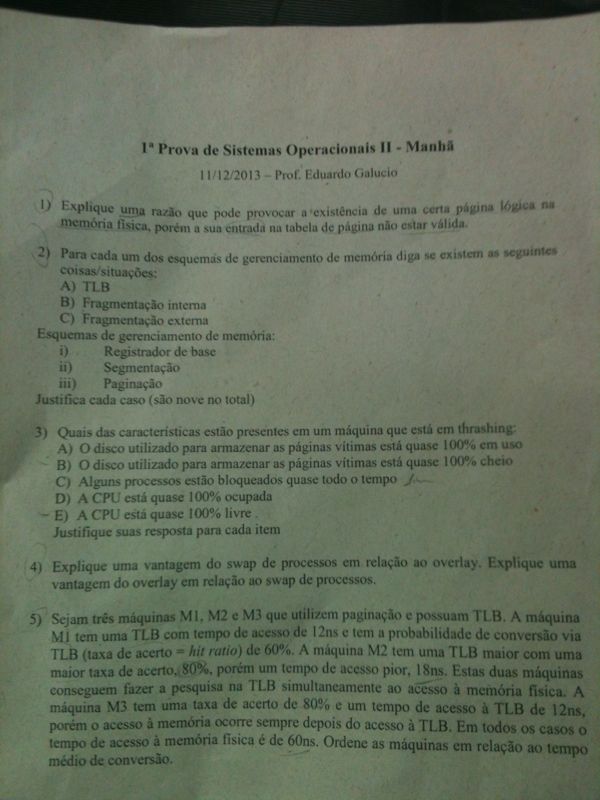 1ª Prova de Sistemas Operacionais II - Manhã
11/12/2013 – Prof. Eduardo Galucio
1) Explique uma razão que pode provocar a existência de uma certa página lógica na
memória física, porém a sua entrada na tabela de página não estar válida.
2) Para cada um dos esquemas de gerenciamento de memória diga se existem as seguintes
coisas/situações:
A) TLB
B) Fragmentação interna
C) Fragmentação externa
Esquemas de gerenciamento de memória:
i) Registrador de base
ii) Segmentação
iii) Paginação
Justifica cada caso (são nove no total)
3) Quais das características estão presentes em um máquina que está em thrashing:
A) O disco utilizado para armazenar as páginas vítimas está quase 100% em uso
B) O disco utilizado para armazenar as páginas vítimas está quase 100% cheio
C) Alguns processos estão bloqueados quase todo o tempo
D) A CPU está quase 100% ocupada
E) A CPU está quase 100% livre .
Justifique suas resposta para cada item
4) Explique uma vantagem do swap de processos em relação ao overlay. Explique uma
vantagem do overlay em relação ao swap de processos.
5) Sejam três máquinas M1, M2 e M3 que utilizem paginação e possuam TLB. A máquina
M1 tem uma TLB com tempo de acesso de 12ns e tem a probabilidade de conversão via
TLB (taxa de acerto = hit ratio) de 60%. A máquina M2 tem uma TLB maior com uma
maior taxa de acerto, 80%, porém um tempo de acesso pior, 18ns. Estas duas máquinas
conseguem fazer a pesquisa na TLB simultaneamente ao acesso à memória física. A
máquina M3 tem uma taxa de acerto de 80% e um tempo de acesso à TLB de 12ns,
porém o acesso à memória ocorre sempre depois do acesso à TLB. Em todos os casos o
tempo de acesso à memória física é de 60ns. Ordene as máquinas em relação ao tempo
médio de conversão.